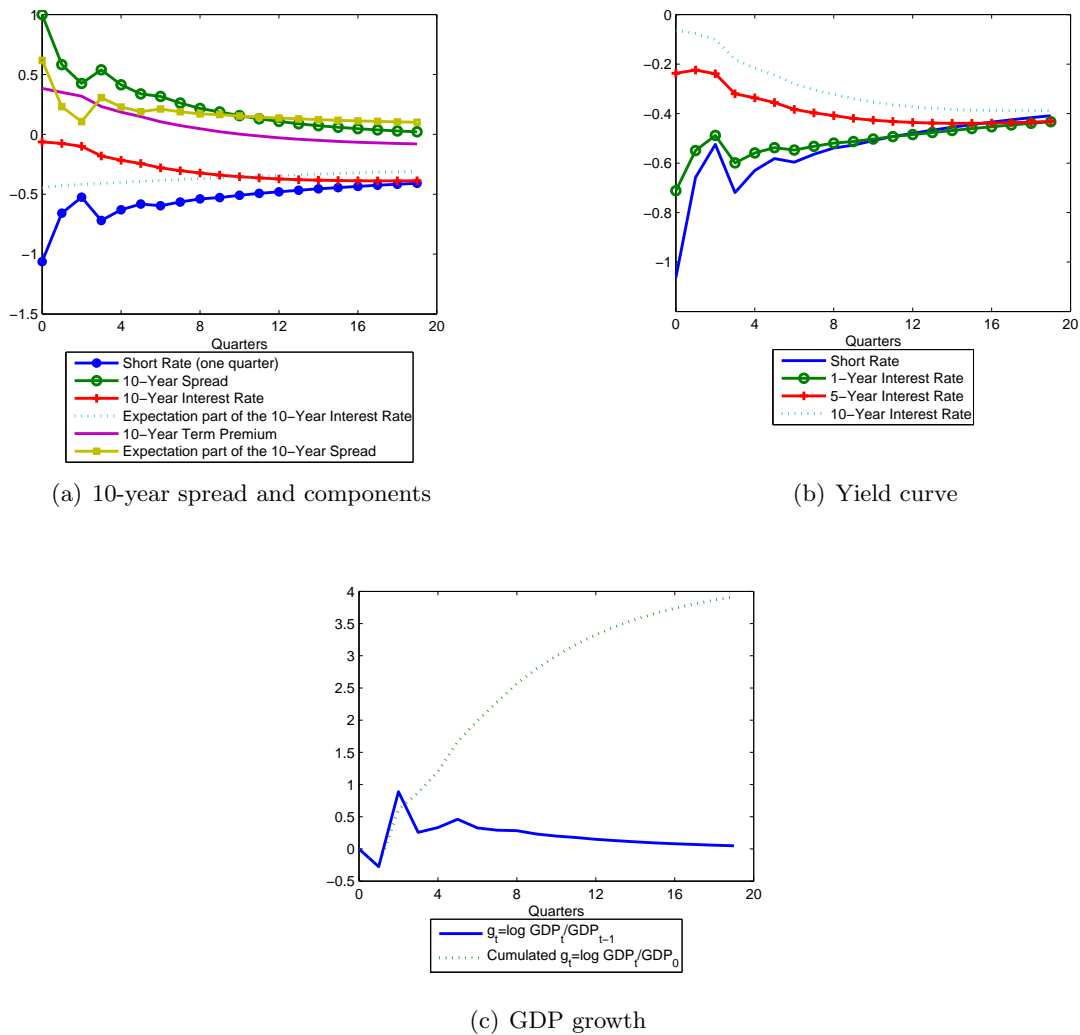 1
0.5
0
−0.5
−1
−1.5
0 4 8 12 16 20
Quarters
Short Rate (one quarter)
10−Year Spread
10−Year Interest Rate
Expectation part of the 10−Year Interest Rate
10−Year Term Premium
Expectation part of the 10−Year Spread
(a) 10-year spread and components
0
−0.2
−0.4
−0.6
−0.8
−1
0 4 8 12 16 20
Quarters
Short Rate
1−Year Interest Rate
5−Year Interest Rate
10−Year Interest Rate
(b) Yield curve
4
3.5
3
2.5
2
1.5
1
0.5
0
−0.5
0 4 8 12 16 20
Quarters
g_t=log GDP_t/GDP_{t−1}
Cumulated g_t=log GDP_t/GDP_0
(c) GDP growth